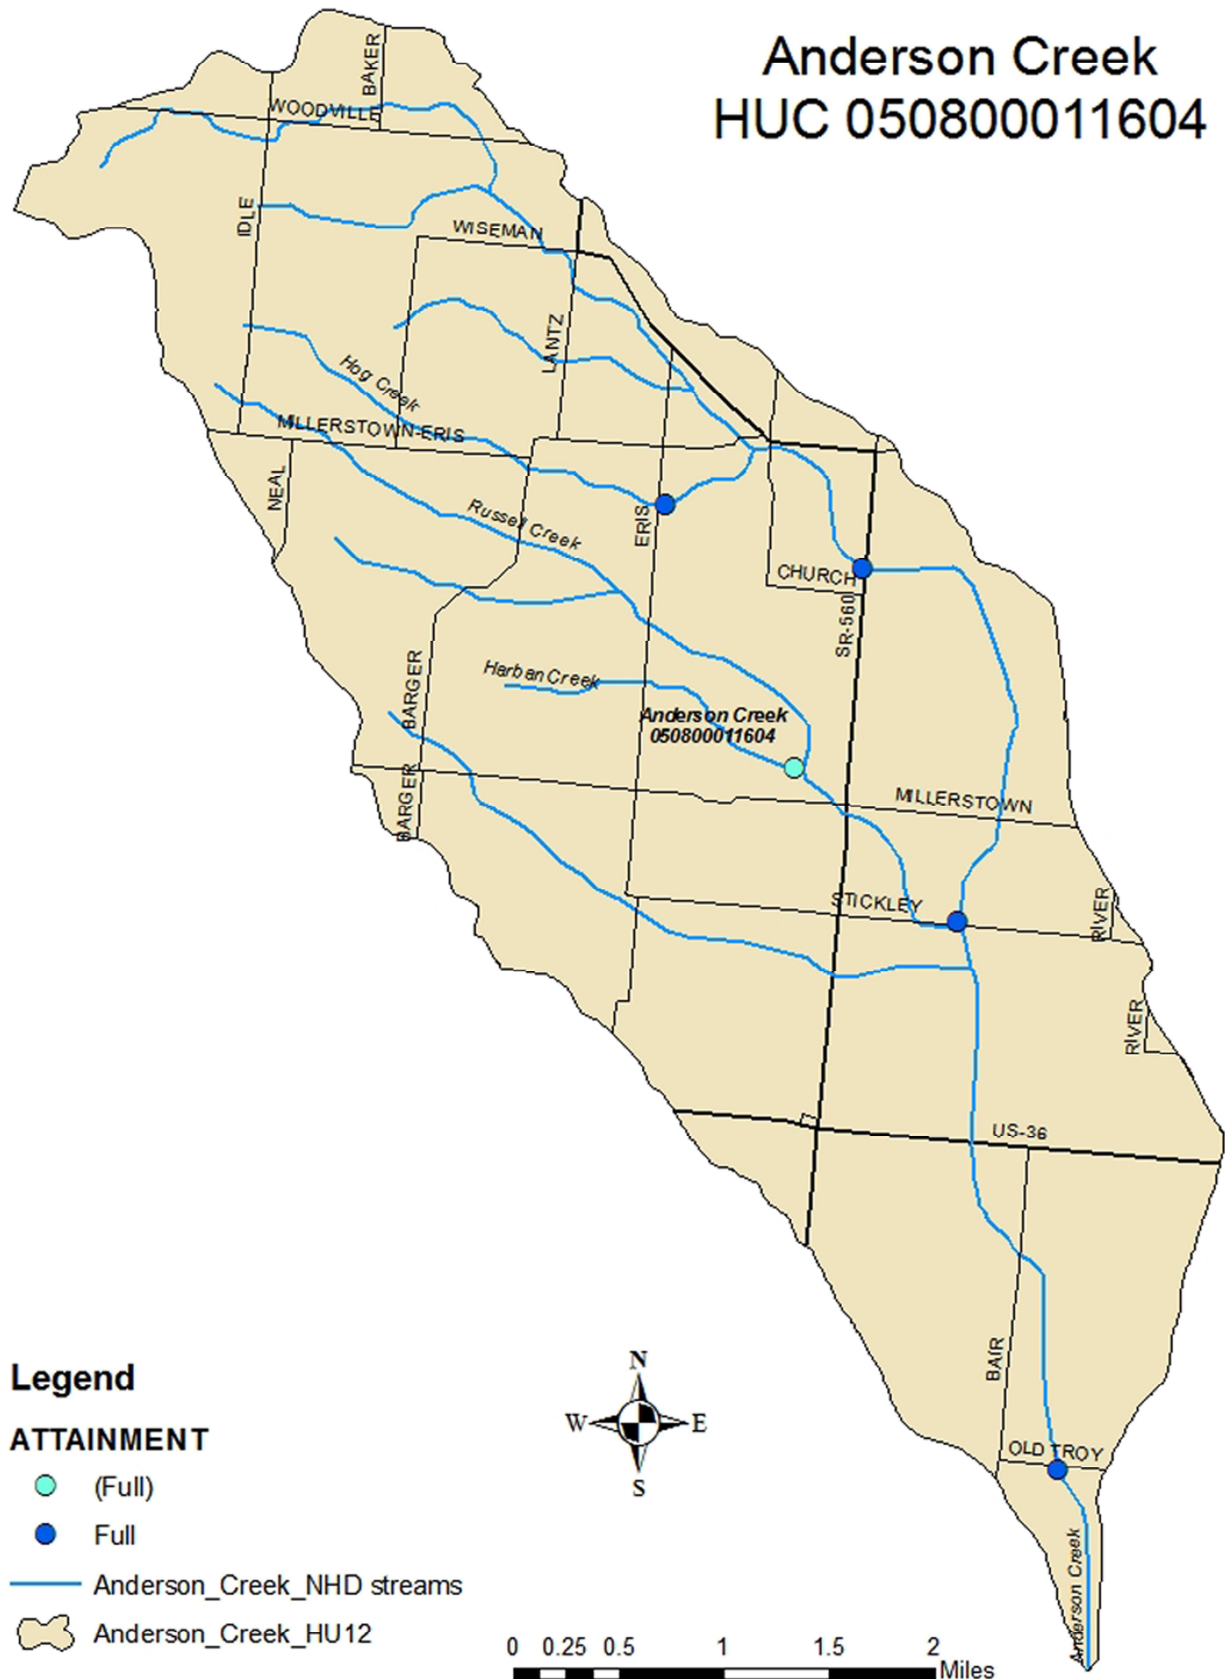 Anderson Creek
HUC 050800011604
BAKER
WOODVILLE
IDLE
WISEMAN
LANTZ
Hog Creek
MILLERSTOWN-ERIS
NEAL
Russell Creek
ERIS
CHURCH
SR-560
Harban Creek
BARGER
Anderson Creek
050800011604
BARGER
MILLERSTOWN
STICKLEY
RIVER
RIVER
US-36
BAIR
OLD TROY
Anderson Creek
Legend
ATTAINMENT
(Full)
Full
Anderson_Creek_NHD streams
Anderson_Creek_HU12
N
W E
S
0 0.25 0.5 1 1.5 2
Miles